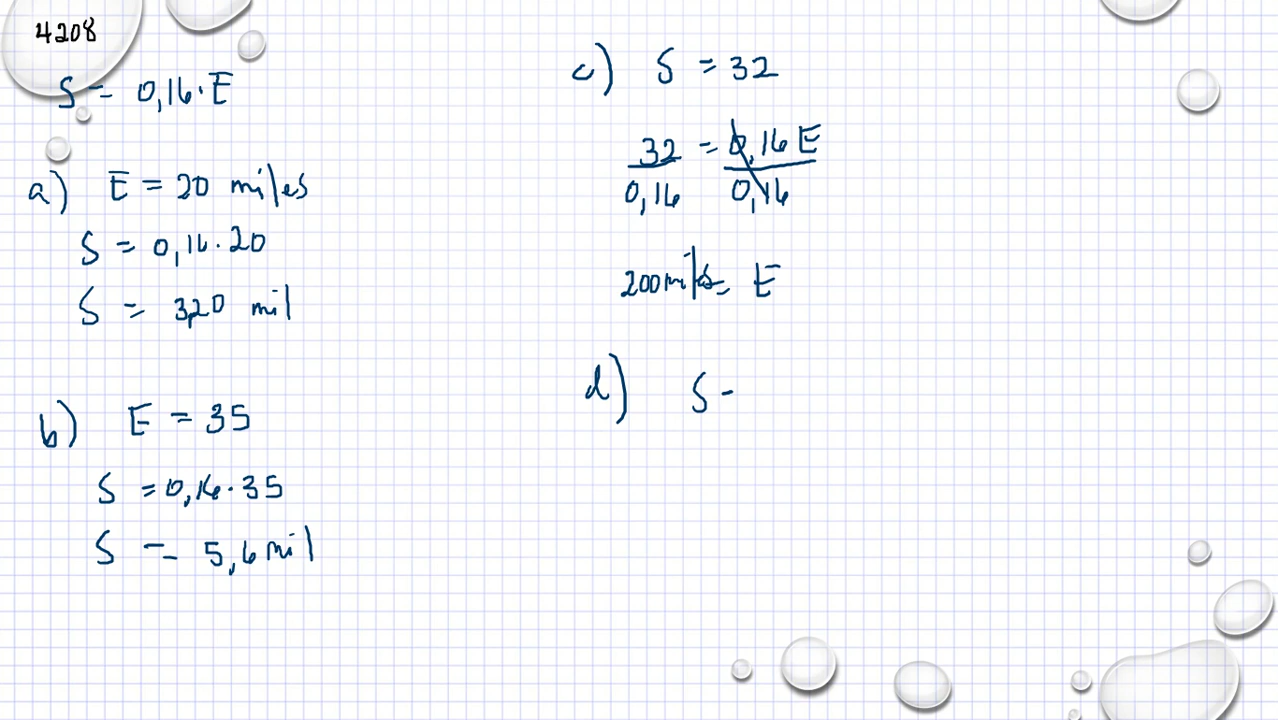 4208
S = 0,16·E
a) E = 20 miles
S = 0,16·20
S = 3,20 mil
b) E = 35
S = 0,16·35
S = 5,6 mil
c) S = 32
32 = 0,16 E
0,16 0,16
200 miles = E
d) S -